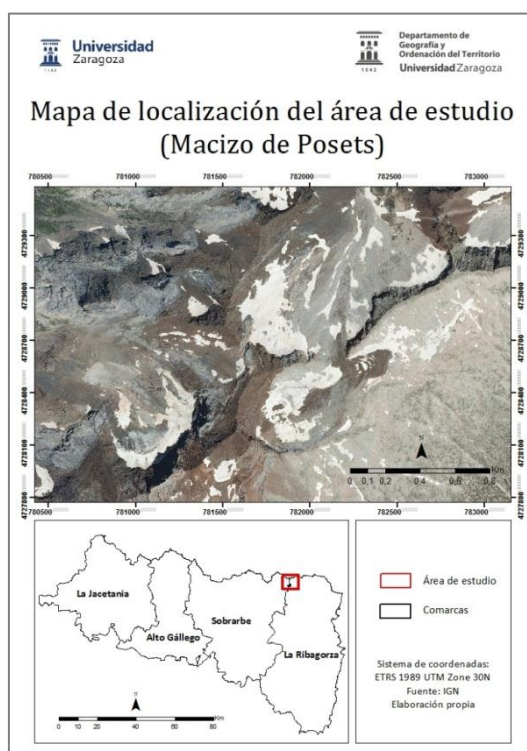 Universidad
Zaragoza
1542
Departamento de
Geografía y
Ordenación del Territorio
Universidad Zaragoza
1542
Mapa de localización del área de estudio
(Macizo de Posets)
780500 781000 781500 782000 782500 783000
4729300 4729300
4729000 4729000
4728700 4728700
4728400 4728400
4728100 4728100
4727800 4727800
N
Km
0 0,1 0,2 0,4 0,6 0,8
780500 781000 781500 782000 782500 783000
La Jacetania
Alto Gállego
Sobrarbe
La Ribagorza
N
Km
0 10 20 40 60 80
Área de estudio
Comarcas
Sistema de coordenadas:
ETRS 1989 UTM Zone 30N
Fuente: IGN
Elaboración propia